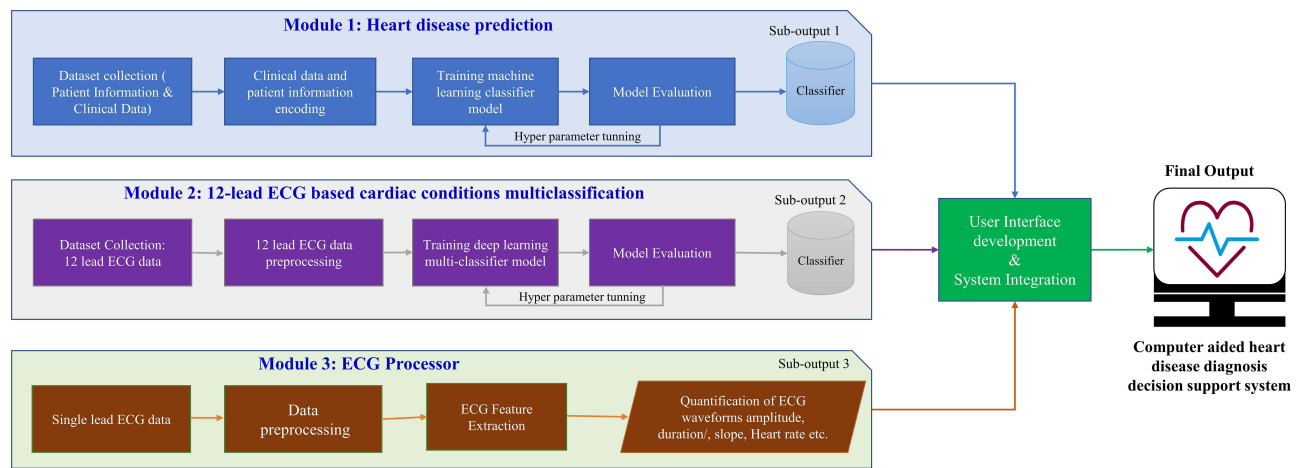 Module 1: Heart disease prediction
Sub-output 1
Dataset collection (
Patient Information &
Clinical Data)
Clinical data and
patient information
encoding
Training machine
learning classifier
model
Model Evaluation
Classifier
Hyper parameter tunning
Module 2: 12-lead ECG based cardiac conditions multiclassification
Sub-output 2
Dataset Collection:
12 lead ECG data
12 lead ECG data
preprocessing
Training deep learning
multi-classifier model
Model Evaluation
Classifier
Hyper parameter tunning
Module 3: ECG Processor
Sub-output 3
Single lead ECG data
Data
preprocessing
ECG Feature
Extraction
Quantification of ECG
waveforms amplitude,
duration/, slope, Heart rate etc.
User Interface
development
&
System Integration
Final Output
Computer aided heart
disease diagnosis
decision support system